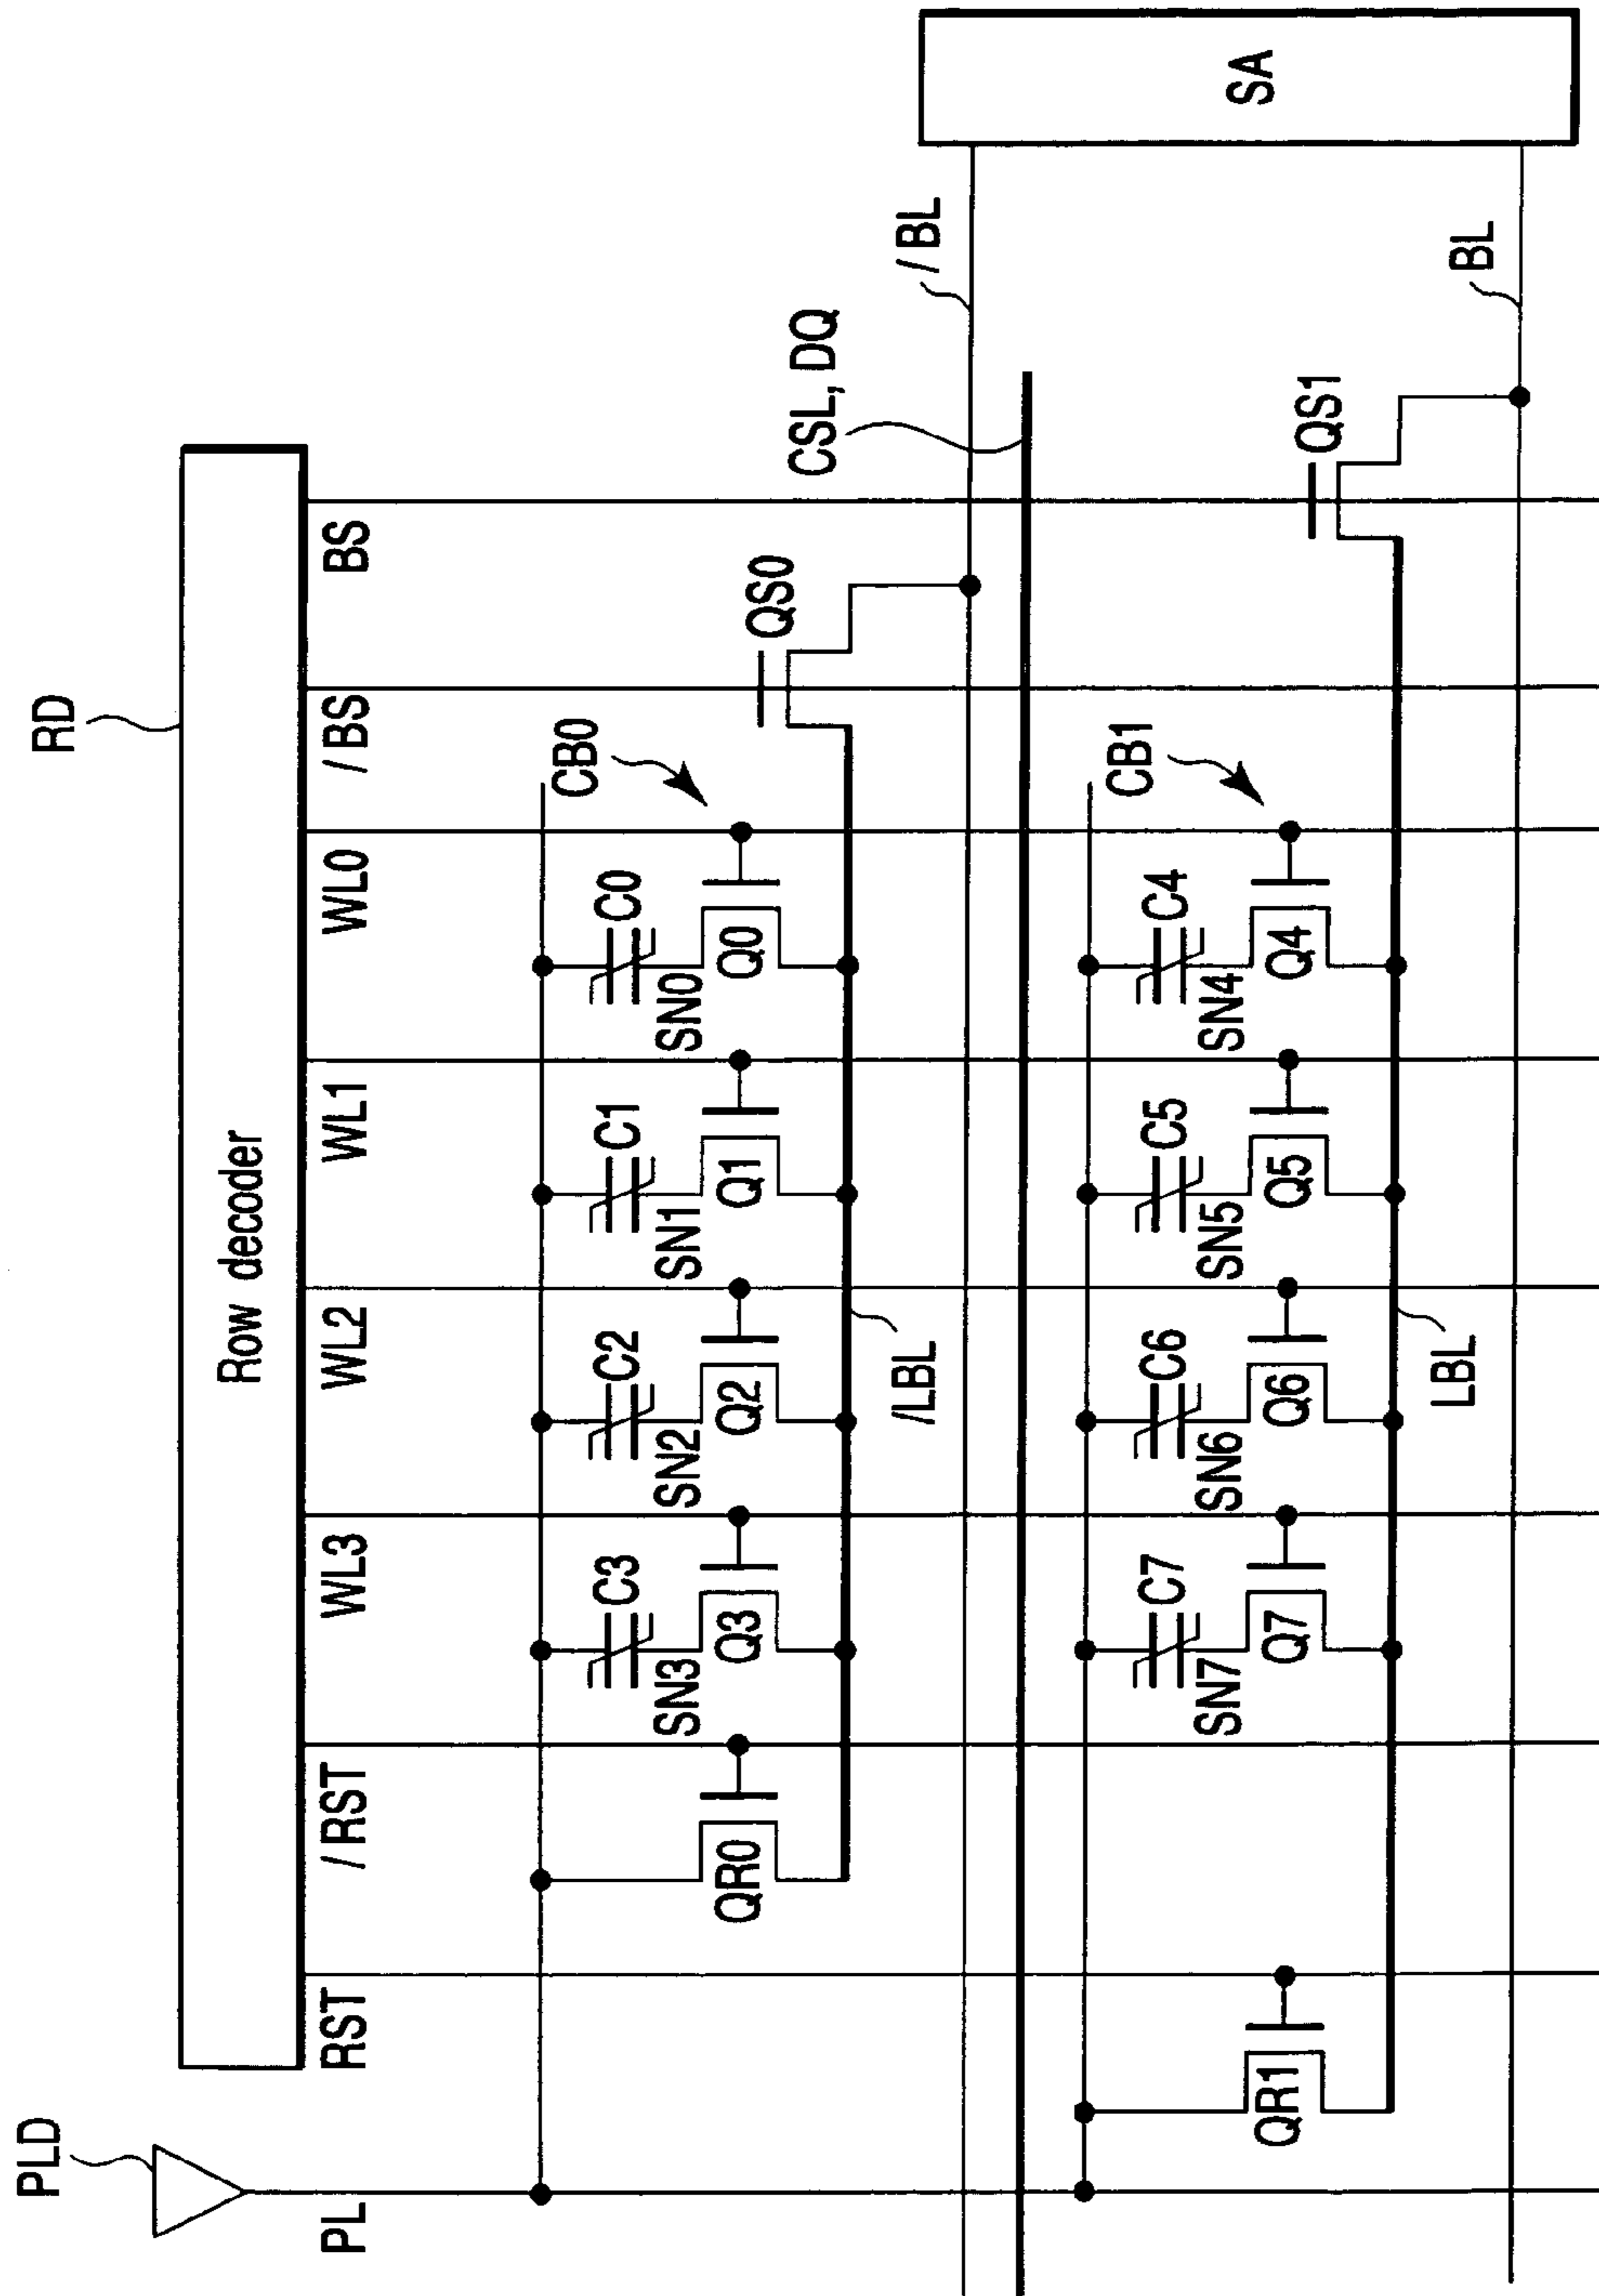 PLD
RD
Row decoder
PL
RST
/RST
WL3
WL2
WL1
WL0
/BS
BS
C3
C2
C1
C0
CB0
SN3
SN2
SN1
SN0
QR0
Q3
Q2
Q1
Q0
QS0
/LBL
CSL, DQ
/BL
SA
C7
C6
C5
C4
CB1
SN7
SN6
SN5
SN4
QR1
Q7
Q6
Q5
Q4
QS1
LBL
BL